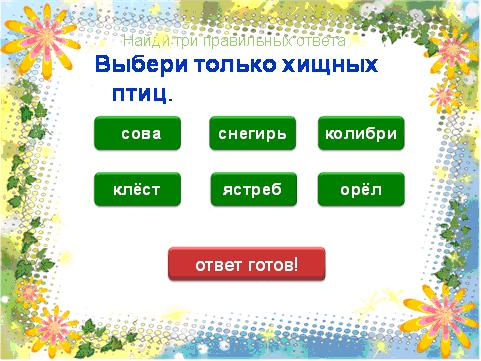 Найди три правильных ответа
Выбери только хищных
птиц.
сова снегирь колибри
клёст ястреб орёл
ответ готов!